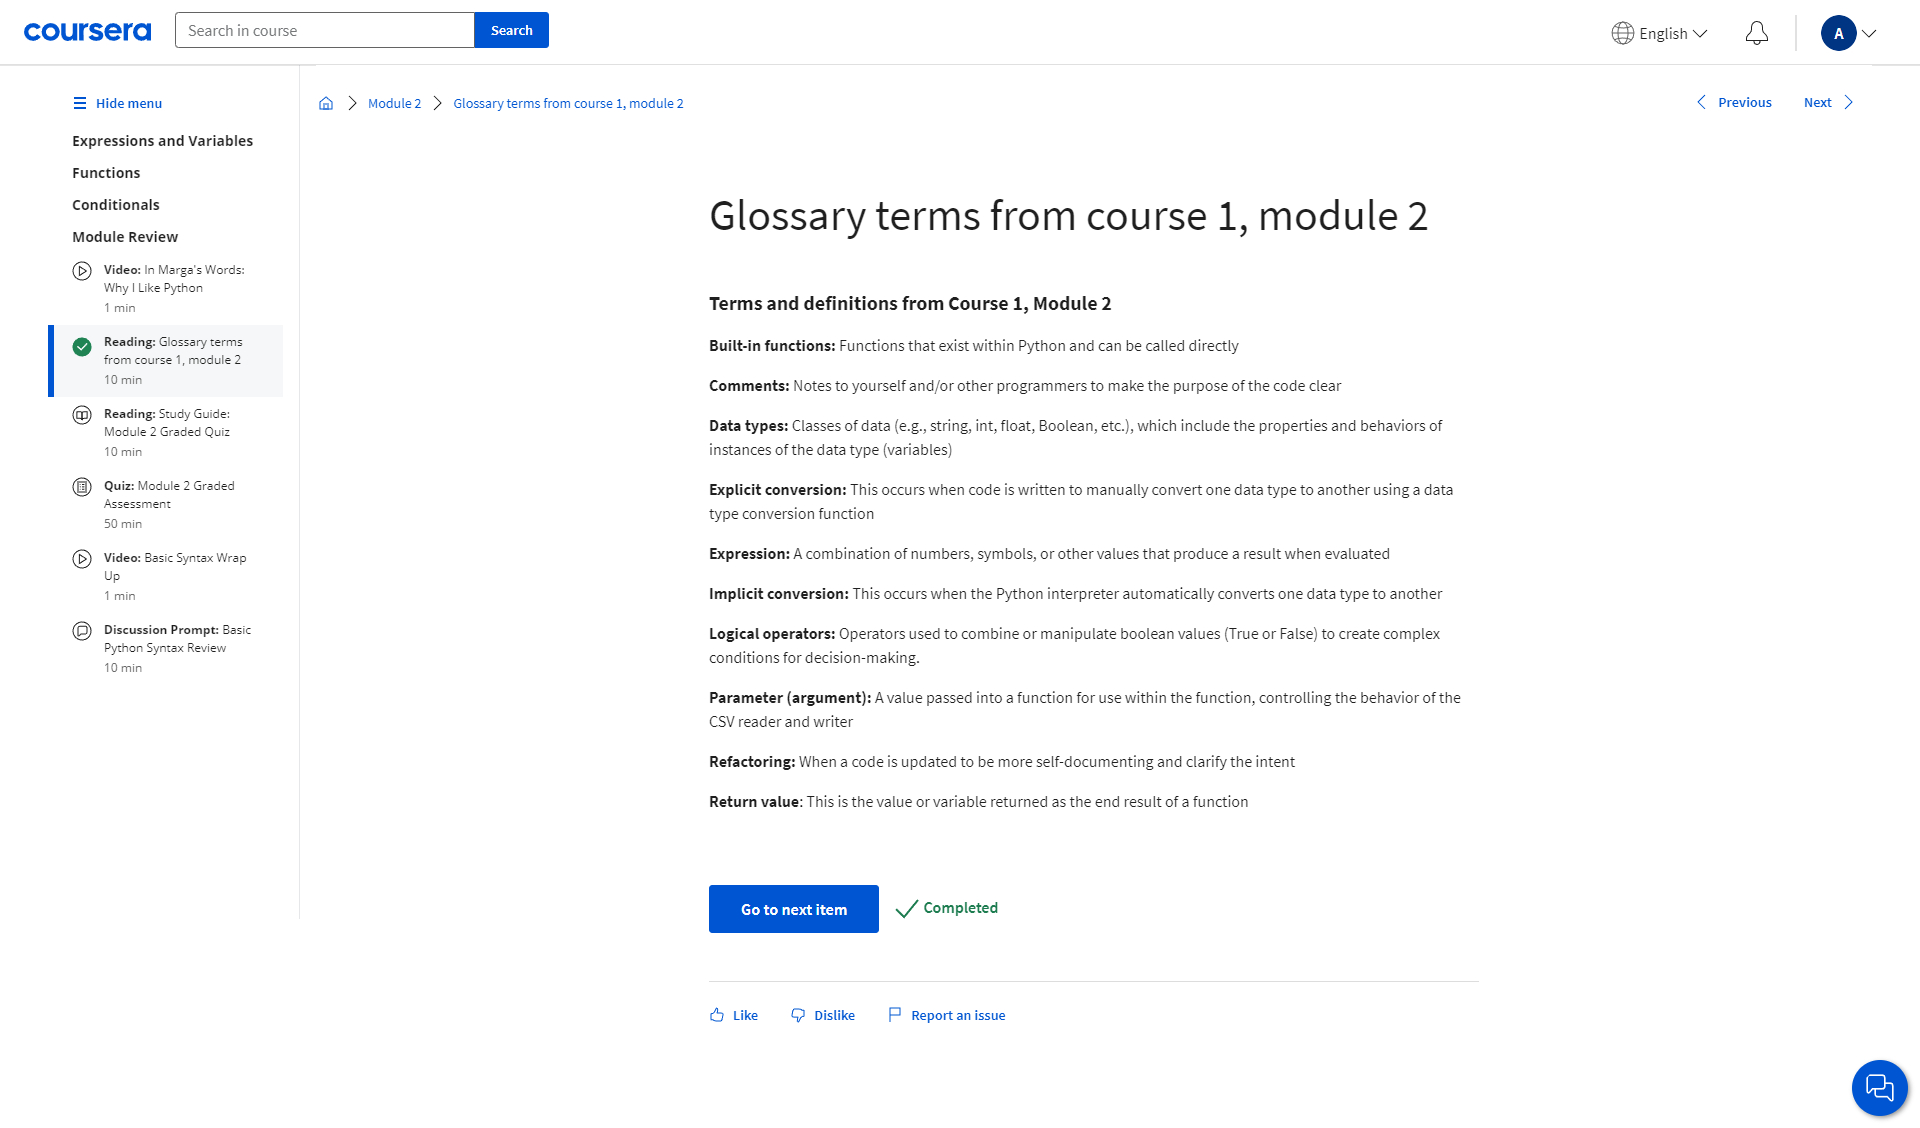 coursera
Search in course
Search
English
A
Hide menu
Expressions and Variables
Functions
Conditionals
Module Review
Video: In Marga's Words:
Why I Like Python
1 min
Reading: Glossary terms
from course 1, module 2
10 min
Reading: Study Guide:
Module 2 Graded Quiz
10 min
Quiz: Module 2 Graded
Assessment
50 min
Video: Basic Syntax Wrap
Up
1 min
Discussion Prompt: Basic
Python Syntax Review
10 min
Module 2
Glossary terms from course 1, module 2
Previous
Next
Glossary terms from course 1, module 2
Terms and definitions from Course 1, Module 2
Built-in functions: Functions that exist within Python and can be called directly
Comments: Notes to yourself and/or other programmers to make the purpose of the code clear
Data types: Classes of data (e.g., string, int, float, Boolean, etc.), which include the properties and behaviors of
instances of the data type (variables)
Explicit conversion: This occurs when code is written to manually convert one data type to another using a data
type conversion function
Expression: A combination of numbers, symbols, or other values that produce a result when evaluated
Implicit conversion: This occurs when the Python interpreter automatically converts one data type to another
Logical operators: Operators used to combine or manipulate boolean values (True or False) to create complex
conditions for decision-making.
Parameter (argument): A value passed into a function for use within the function, controlling the behavior of the
CSV reader and writer
Refactoring: When a code is updated to be more self-documenting and clarify the intent
Return value: This is the value or variable returned as the end result of a function
Go to next item
Completed
Like
Dislike
Report an issue